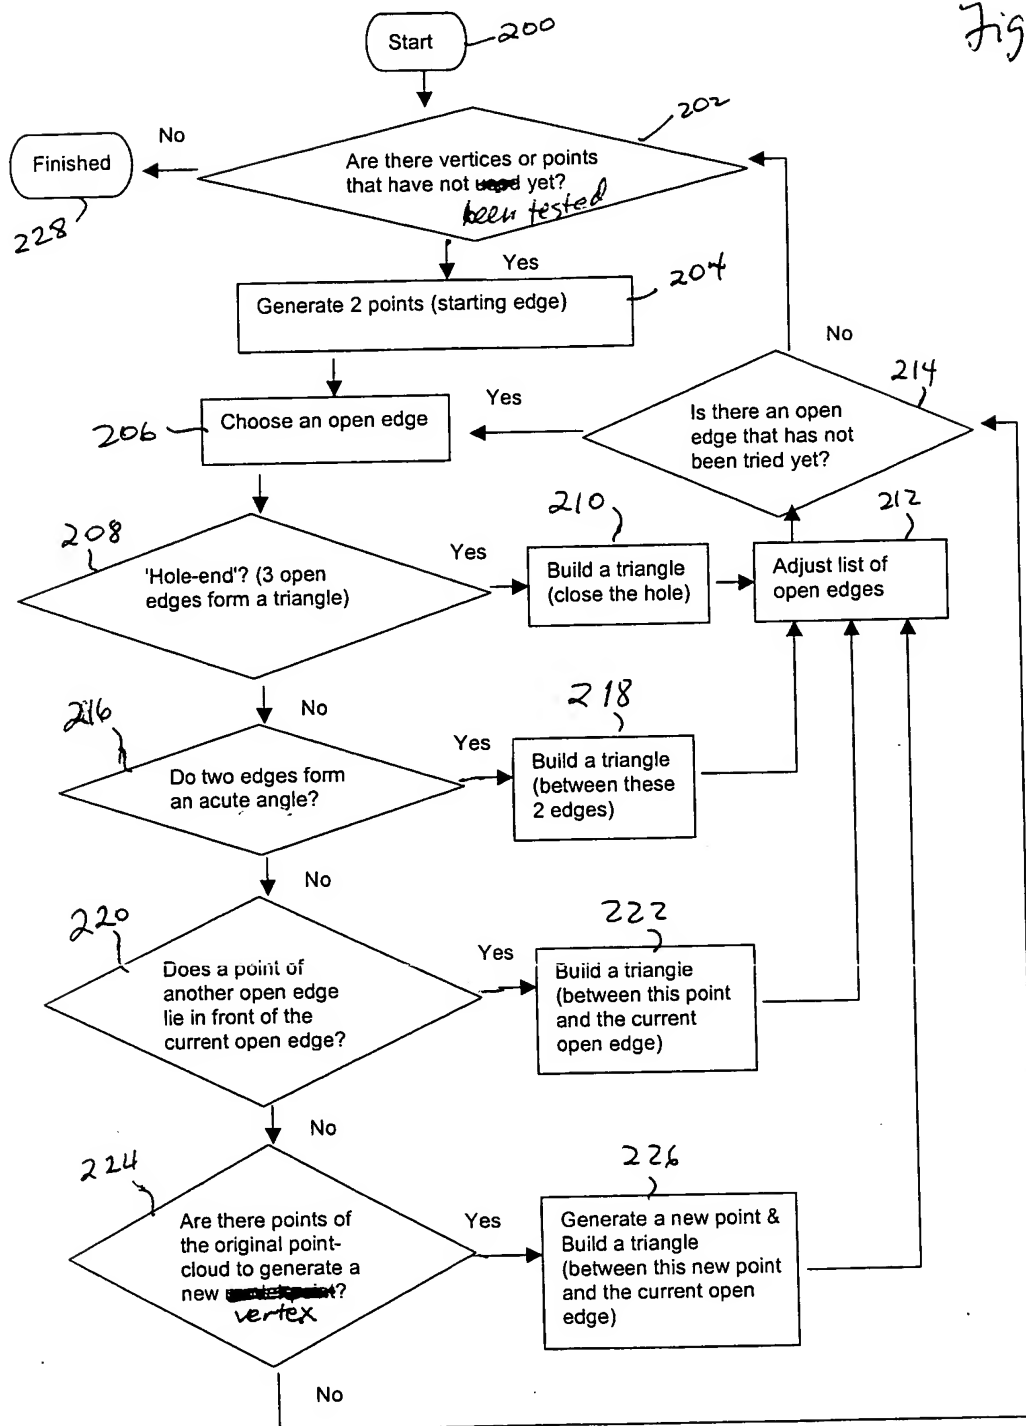 Fig
Start
200
202
No
Finished
228
Are there vertices or points
that have not used yet?
been tested
Yes
204
Generate 2 points (starting edge)
No
214
Yes
206
Choose an open edge
Is there an open
edge that has not
been tried yet?
208
210
212
'Hole-end'? (3 open
edges form a triangle)
Yes
Build a triangle
(close the hole)
Adjust list of
open edges
No
216
218
Do two edges form
an acute angle?
Yes
Build a triangle
(between these
2 edges)
No
220
222
Does a point of
another open edge
lie in front of the
current open edge?
Yes
Build a triangle
(between this point
and the current
open edge)
No
224
226
Are there points of
the original point-
cloud to generate a
new ?
vertex
Yes
Generate a new point &
Build a triangle
(between this new point
and the current open
edge)
No